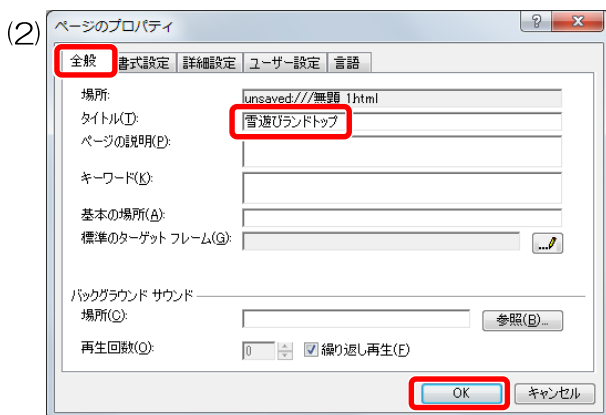 (2)
ページのプロパティ
全般 書式設定 詳細設定 ユーザー設定 言語
場所: unsaved:///無題 1.html
タイトル(T): 雪遊びランドトップ
ページの説明(P):
キーワード(K):
基本の場所(A):
標準のターゲット フレーム(G):
バックグラウンド サウンド
場所(C): 参照(B)...
再生回数(O): 0 繰り返し再生(F)
OK キャンセル